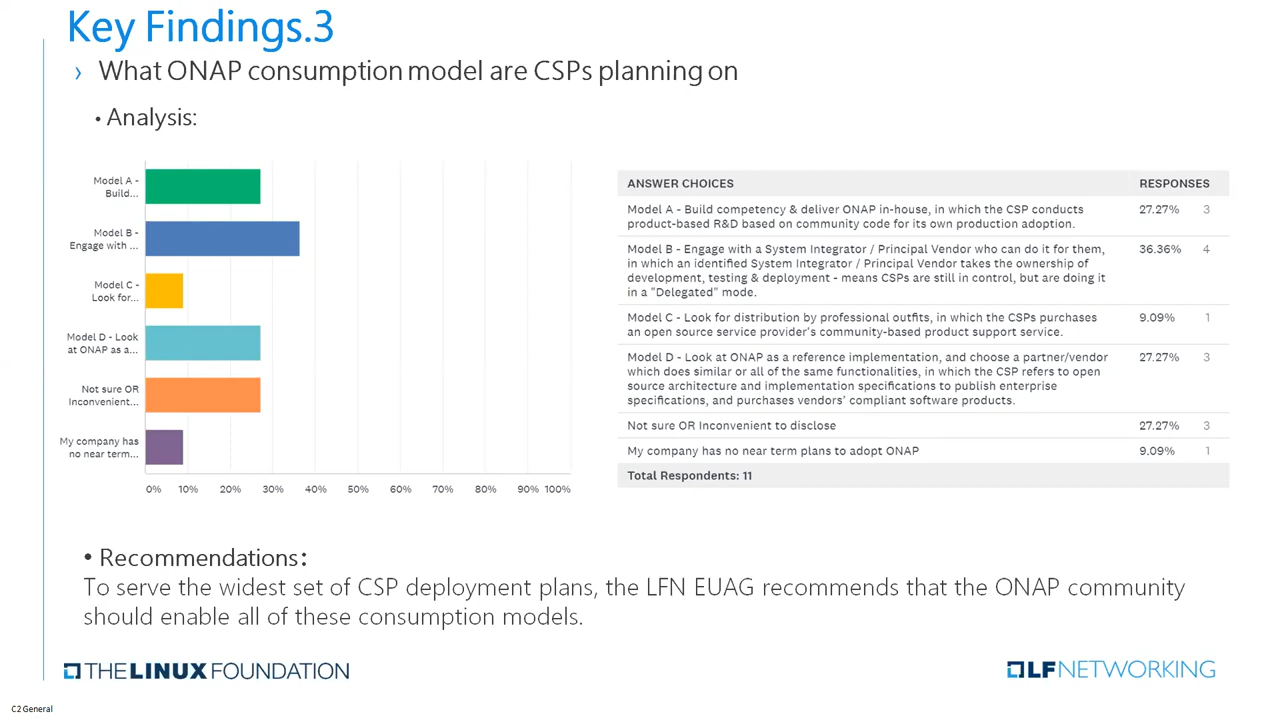 Key Findings.3
› What ONAP consumption model are CSPs planning on
• Analysis:
Model A -
Build...
Model B -
Engage with ...
Model C -
Look for...
Model D - Look
at ONAP as a...
Not sure OR
Inconvenient...
My company has
no near term...
0% 10% 20% 30% 40% 50% 60% 70% 80% 90% 100%
ANSWER CHOICES RESPONSES
Model A - Build competency & deliver ONAP in-house, in which the CSP conducts 27.27% 3
product-based R&D based on community code for its own production adoption.
Model B - Engage with a System Integrator / Principal Vendor who can do it for them, 36.36% 4
in which an identified System Integrator / Principal Vendor takes the ownership of
development, testing & deployment - means CSPs are still in control, but are doing it
in a "Delegated" mode.
Model C - Look for distribution by professional outfits, in which the CSPs purchases 9.09% 1
an open source service provider's community-based product support service.
Model D - Look at ONAP as a reference implementation, and choose a partner/vendor 27.27% 3
which does similar or all of the same functionalities, in which the CSP refers to open
source architecture and implementation specifications to publish enterprise
specifications, and purchases vendors’ compliant software products.
Not sure OR Inconvenient to disclose 27.27% 3
My company has no near term plans to adopt ONAP 9.09% 1
Total Respondents: 11
• Recommendations:
To serve the widest set of CSP deployment plans, the LFN EUAG recommends that the ONAP community
should enable all of these consumption models.
THE LINUX FOUNDATION
LF NETWORKING
C2 General